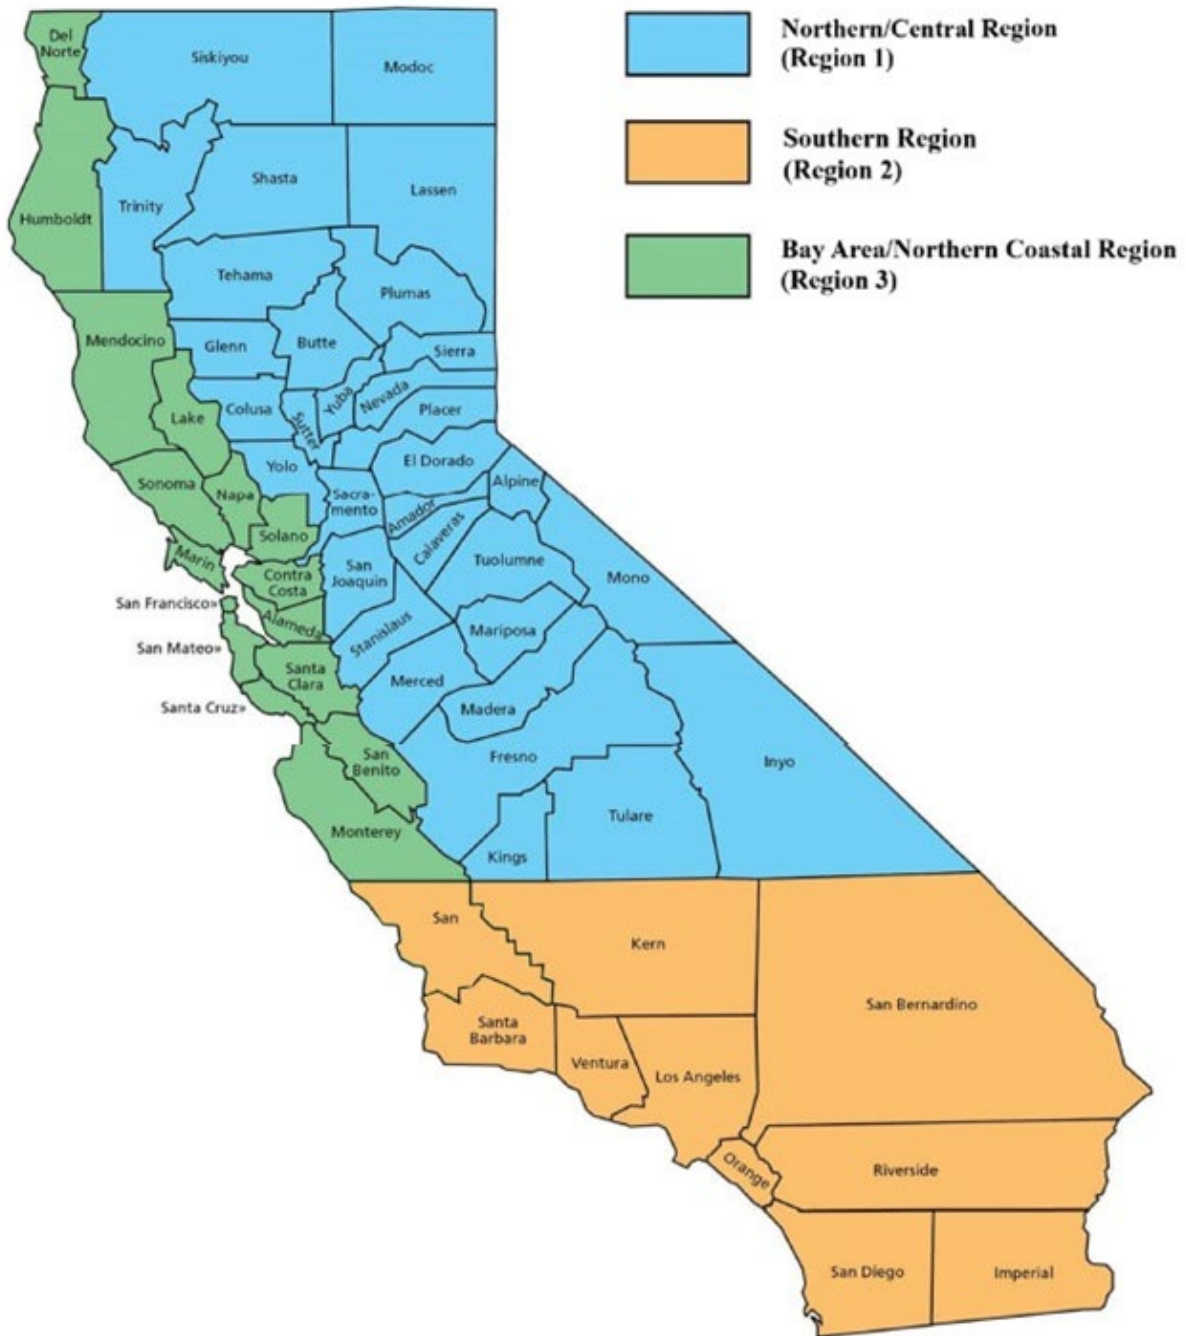 Northern/Central Region
(Region 1)
Southern Region
(Region 2)
Bay Area/Northern Coastal Region
(Region 3)
Del
Norte
Siskiyou
Modoc
Humboldt
Trinity
Shasta
Lassen
Tehama
Plumas
Mendocino
Glenn
Butte
Sierra
Lake
Colusa
Sutter
Yuba
Nevada
Placer
Sonoma
Napa
Yolo
El Dorado
Sacra-
mento
Alpine
Amador
Solano
Calaveras
Marin
Contra
Costa
San
Joaquin
Tuolumne
Mono
San Francisco»
Alameda
Stanislaus
Mariposa
San Mateo»
Santa
Clara
Merced
Madera
Santa Cruz»
San
Benito
Fresno
Inyo
Monterey
Kings
Tulare
San
Kern
San Bernardino
Santa
Barbara
Ventura
Los Angeles
Orange
Riverside
San Diego
Imperial